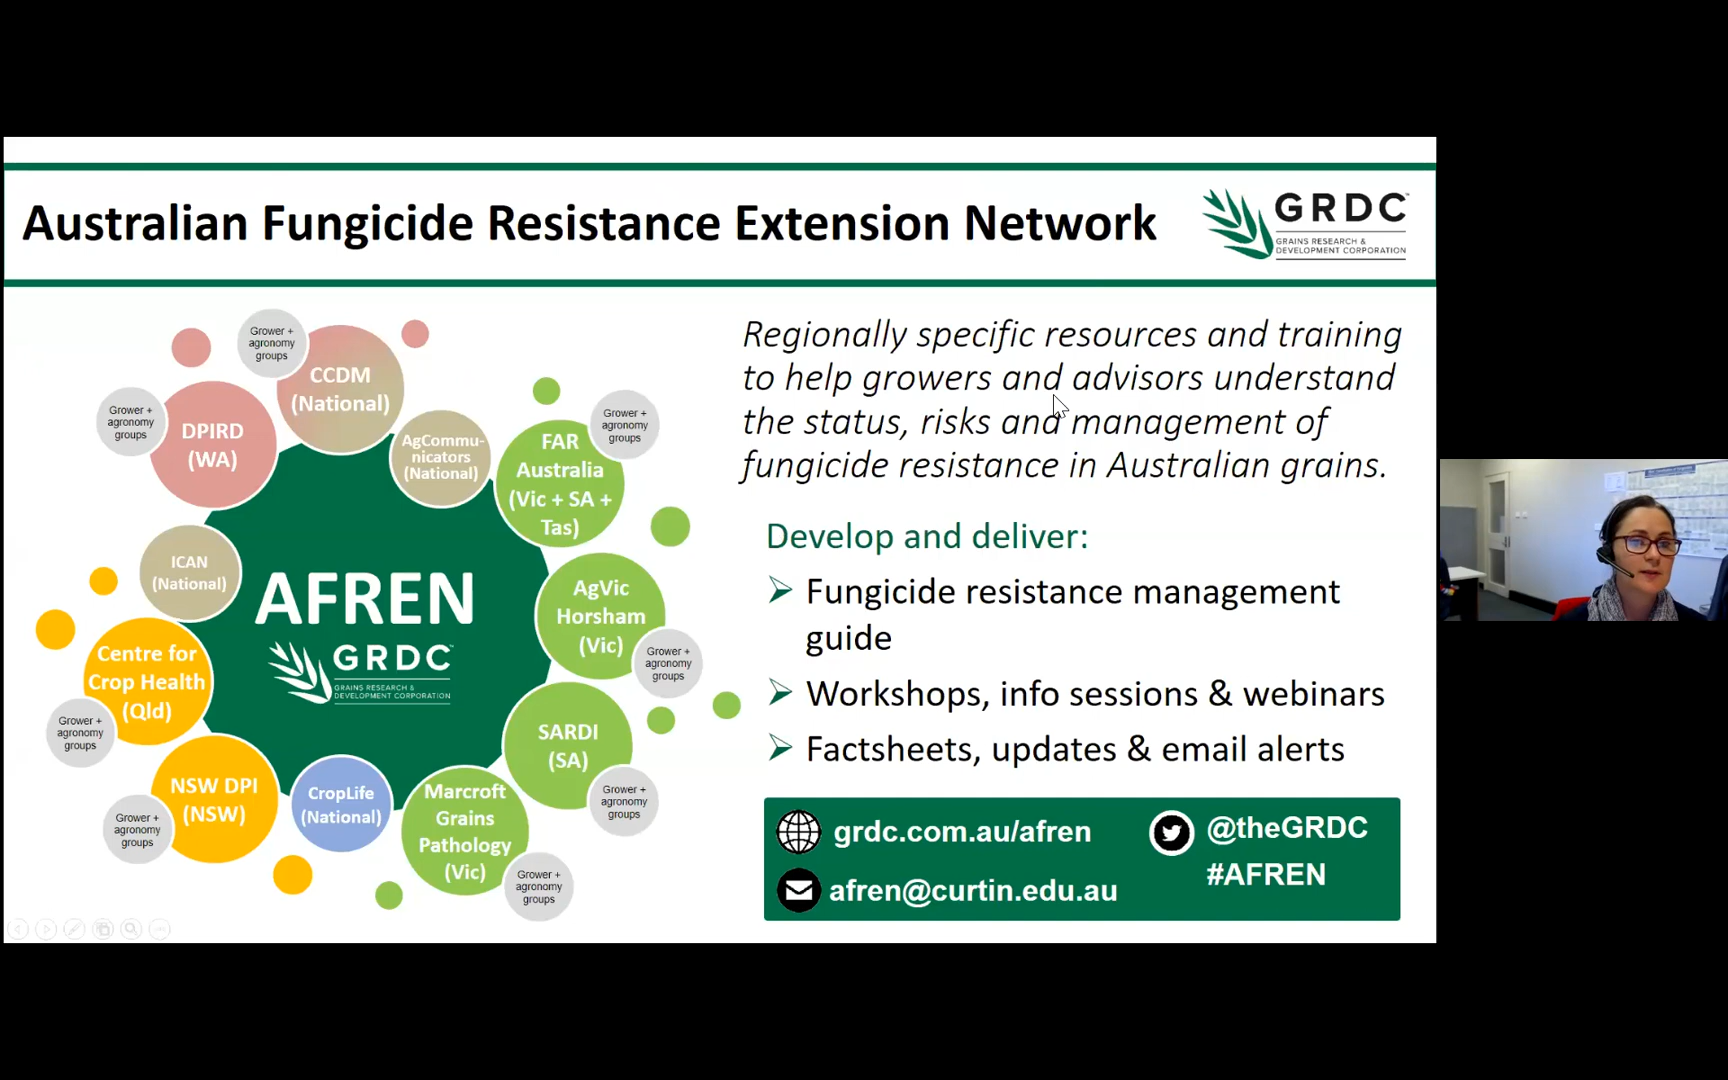 Australian Fungicide Resistance Extension Network
GRDC™
GRAINS RESEARCH &
DEVELOPMENT CORPORATION
Grower +
agronomy
groups
CCDM
(National)
Grower +
agronomy
groups
DPIRD
(WA)
AgCommu-
nicators
(National)
FAR
Australia
(Vic + SA +
Tas)
Grower +
agronomy
groups
ICAN
(National)
AFREN
GRDC™
GRAINS RESEARCH &
DEVELOPMENT CORPORATION
AgVic
Horsham
(Vic)
Grower +
agronomy
groups
Centre for
Crop Health
(Qld)
Grower +
agronomy
groups
SARDI
(SA)
Grower +
agronomy
groups
NSW DPI
(NSW)
Grower +
agronomy
groups
CropLife
(National)
Marcroft
Grains
Pathology
(Vic)
Grower +
agronomy
groups
Regionally specific resources and training
to help growers and advisors understand
the status, risks and management of
fungicide resistance in Australian grains.
Develop and deliver:
Fungicide resistance management
guide
Workshops, info sessions & webinars
Factsheets, updates & email alerts
grdc.com.au/afren
@theGRDC
#AFREN
afren@curtin.edu.au